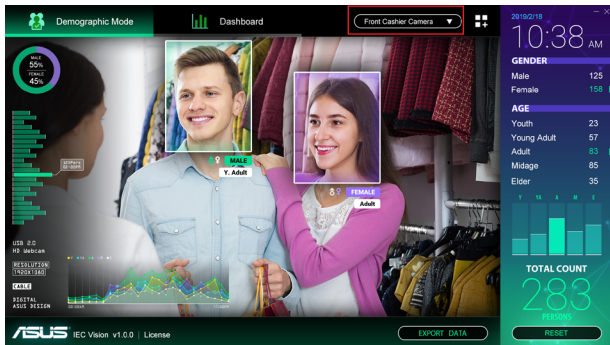 Demographic Mode
Dashboard
Front Cashier Camera
2019/2/18
10:38 AM
MALE
55%
FEMALE
45%
GENDER
Male 125
Female 158
AGE
Youth 23
Young Adult 57
Adult 83
Midage 85
Elder 35
MALE
Y. Adult
FEMALE
Adult
Y YA A M E
USB 2.0
HD Webcam
RESOLUTION
1920X1080
CABLE
DIGITAL
ASUS DESIGN
TOTAL COUNT
283
PERSONS
ASUS IEC Vision v1.0.0 | License
EXPORT DATA
RESET